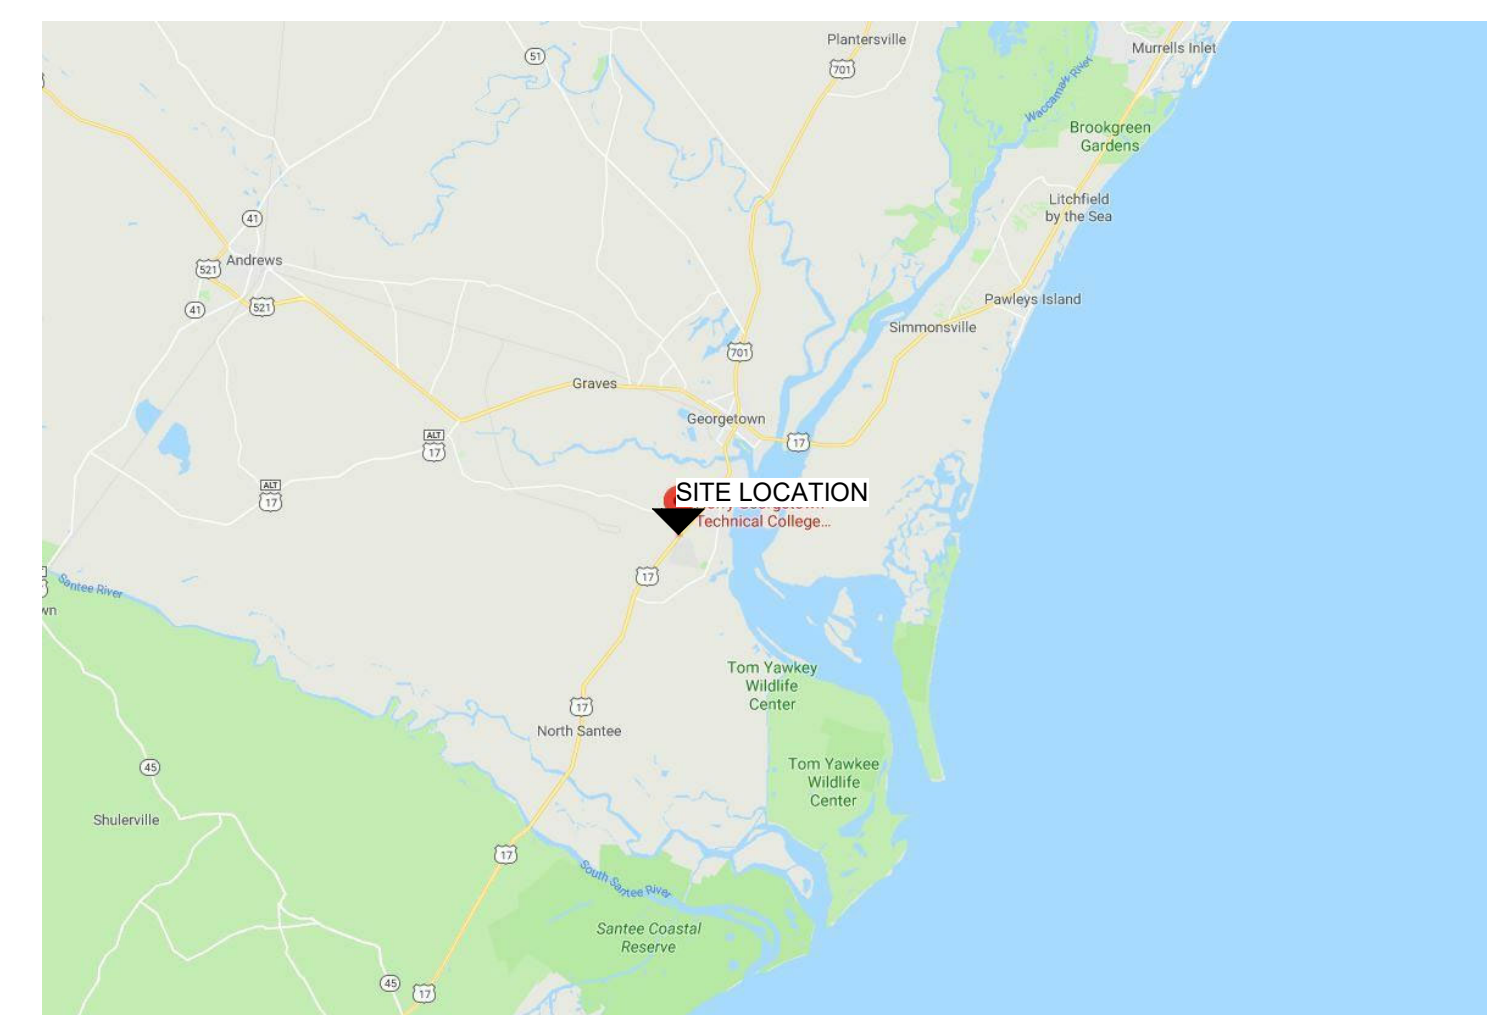 Plantersville
Murrells Inlet
51
701
Waccamaw River
Brookgreen
Gardens
Litchfield
by the Sea
41
Andrews
521
41
521
Pawleys Island
Simmonsville
701
Graves
Georgetown
ALT
17
17
ALT
17
SITE LOCATION
Technical College...
17
Santee River
wn
Tom Yawkey
Wildlife
Center
17
North Santee
45
Tom Yawkee
Wildlife
Center
Shulerville
17
South Santee River
Santee Coastal
Reserve
45
17